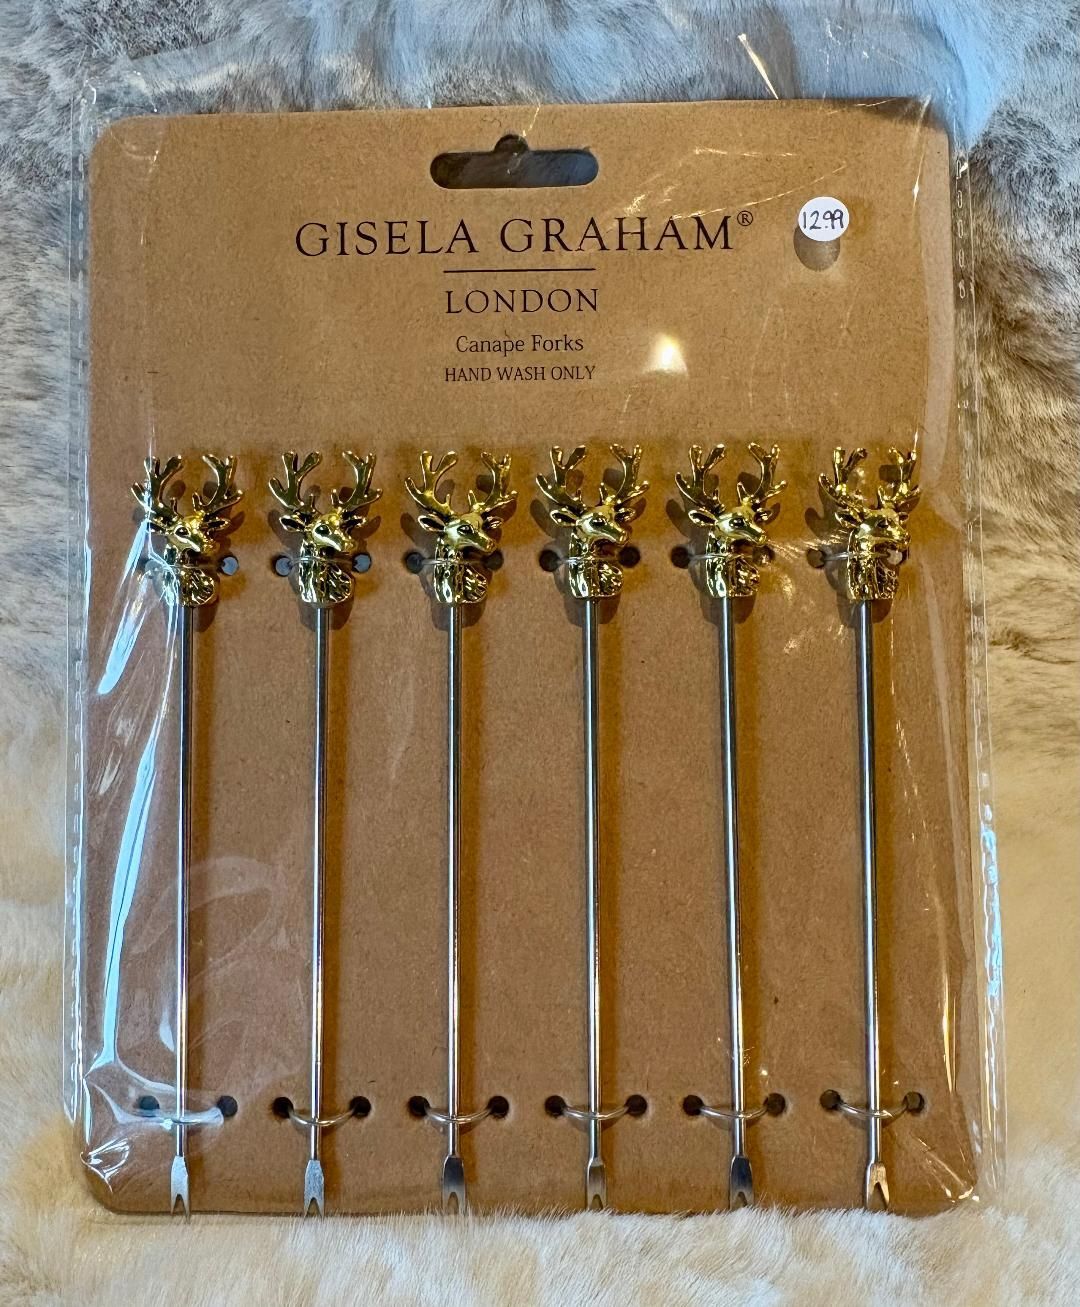 GISELA GRAHAM®
12.99
LONDON
Canape Forks
HAND WASH ONLY